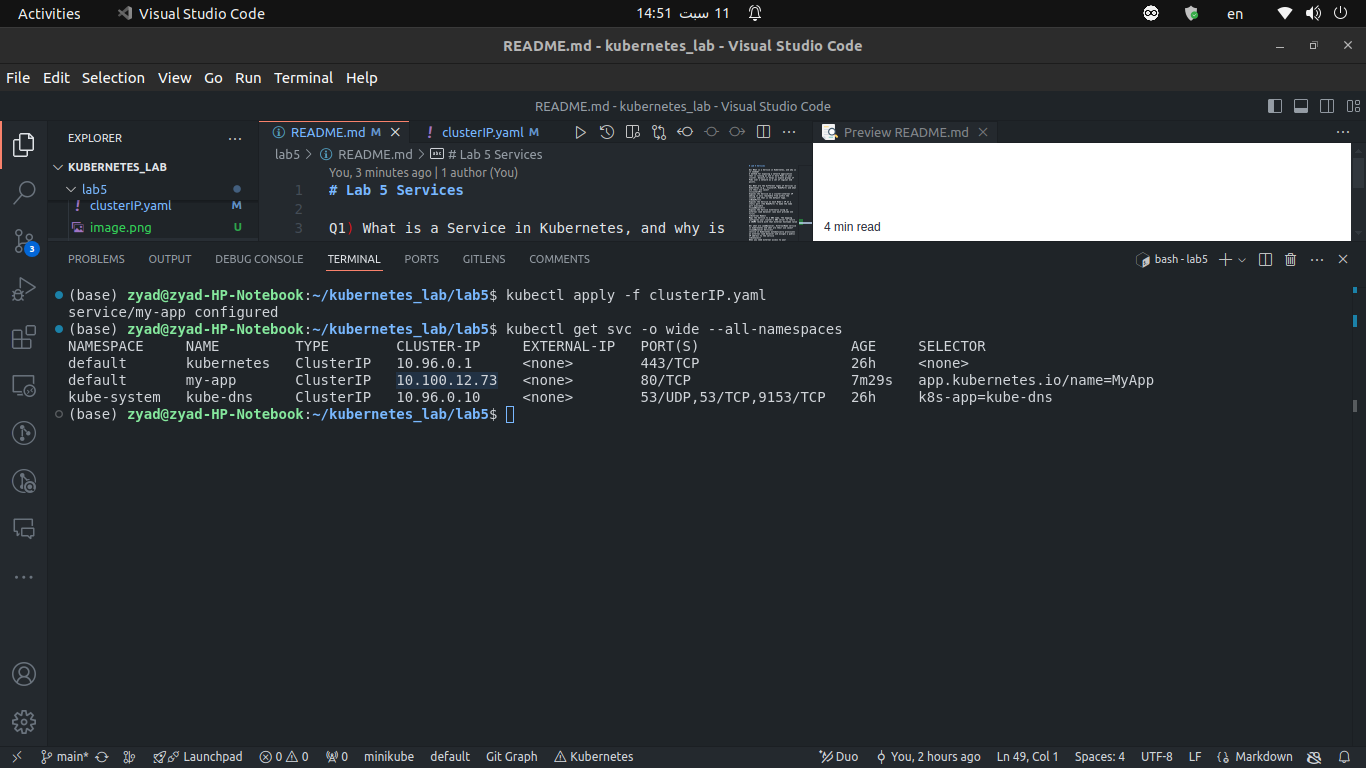 Activities Visual Studio Code 14:51 11 سبت en
README.md - kubernetes_lab - Visual Studio Code
File Edit Selection View Go Run Terminal Help
README.md - kubernetes_lab - Visual Studio Code
EXPLORER
KUBERNETES_LAB
lab5
clusterIP.yaml M
image.png U
README.md M clusterIP.yaml M
lab5 > README.md > # Lab 5 Services
You, 3 minutes ago | 1 author (You)
1 # Lab 5 Services
2
3 Q1) What is a Service in Kubernetes, and why is
Preview README.md
4 min read
3
PROBLEMS OUTPUT DEBUG CONSOLE TERMINAL PORTS GITLENS COMMENTS bash - lab5
(base) zyad@zyad-HP-Notebook:~/kubernetes_lab/lab5$ kubectl apply -f clusterIP.yaml
service/my-app configured
(base) zyad@zyad-HP-Notebook:~/kubernetes_lab/lab5$ kubectl get svc -o wide --all-namespaces
NAMESPACE NAME TYPE CLUSTER-IP EXTERNAL-IP PORT(S) AGE SELECTOR
default kubernetes ClusterIP 10.96.0.1 <none> 443/TCP 26h <none>
default my-app ClusterIP 10.100.12.73 <none> 80/TCP 7m29s app.kubernetes.io/name=MyApp
kube-system kube-dns ClusterIP 10.96.0.10 <none> 53/UDP,53/TCP,9153/TCP 26h k8s-app=kube-dns
(base) zyad@zyad-HP-Notebook:~/kubernetes_lab/lab5$
main* Launchpad 0 0 0 minikube default Git Graph Kubernetes Duo You, 2 hours ago Ln 49, Col 1 Spaces: 4 UTF-8 LF Markdown